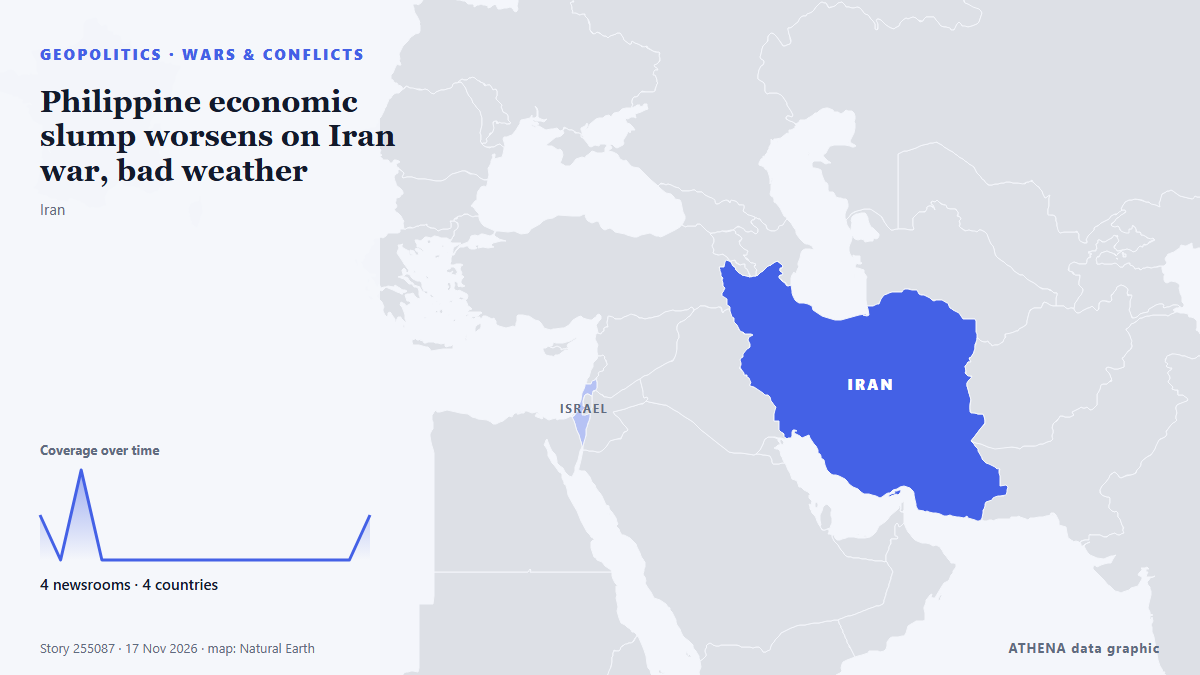 GEOPOLITICS · WARS & CONFLICTS
Philippine economic
slump worsens on Iran
war, bad weather
Iran
IRAN
ISRAEL
Coverage over time
4 newsrooms · 4 countries
Story 255087 · 17 Nov 2026 · map: Natural Earth
ATHENA data graphic